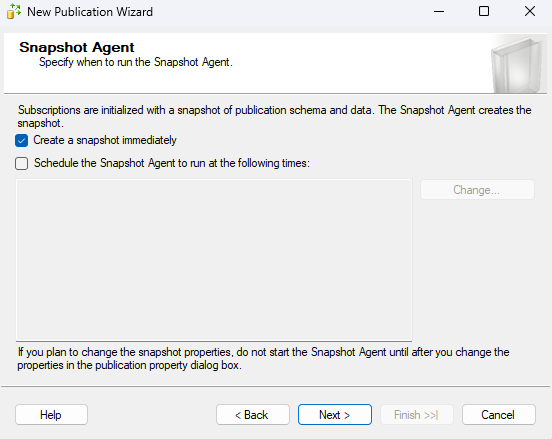 New Publication Wizard
Snapshot Agent
Specify when to run the Snapshot Agent.
Subscriptions are initialized with a snapshot of publication schema and data. The Snapshot Agent creates the
snapshot.
Create a snapshot immediately
Schedule the Snapshot Agent to run at the following times:
Change...
If you plan to change the snapshot properties, do not start the Snapshot Agent until after you change the
properties in the publication property dialog box.
Help
< Back
Next >
Finish >>|
Cancel